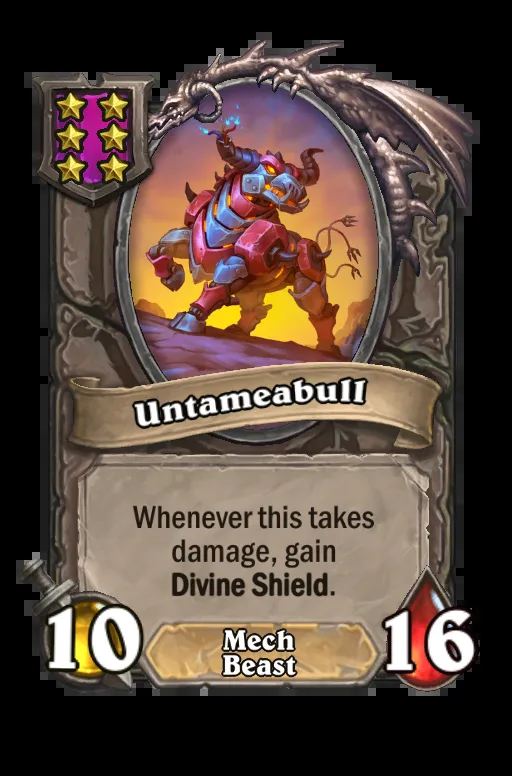 Untameabull
Whenever this takes
damage, gain
Divine Shield.
10
Mech
Beast
16